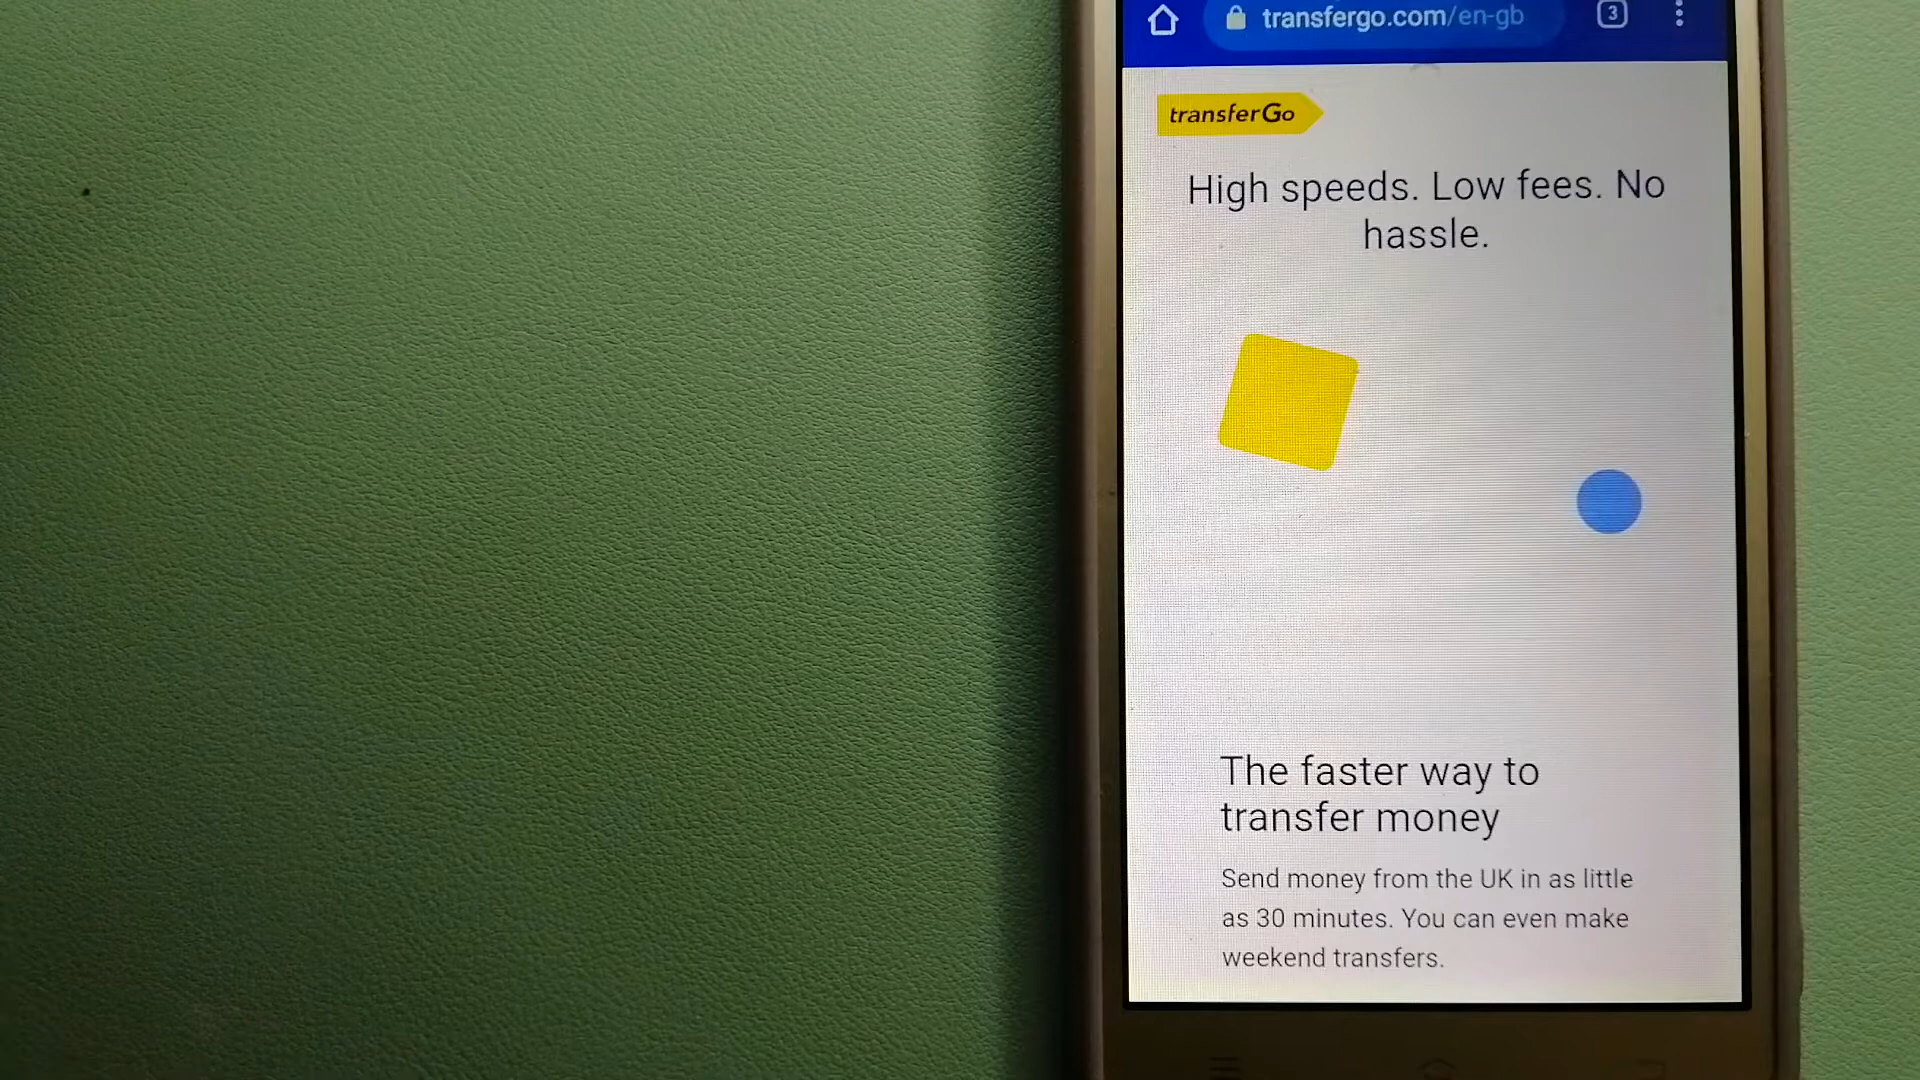 transfergo.com/en-gb
3
transferGo
High speeds. Low fees. No
hassle.
The faster way to
transfer money
Send money from the UK in as little
as 30 minutes. You can even make
weekend transfers.